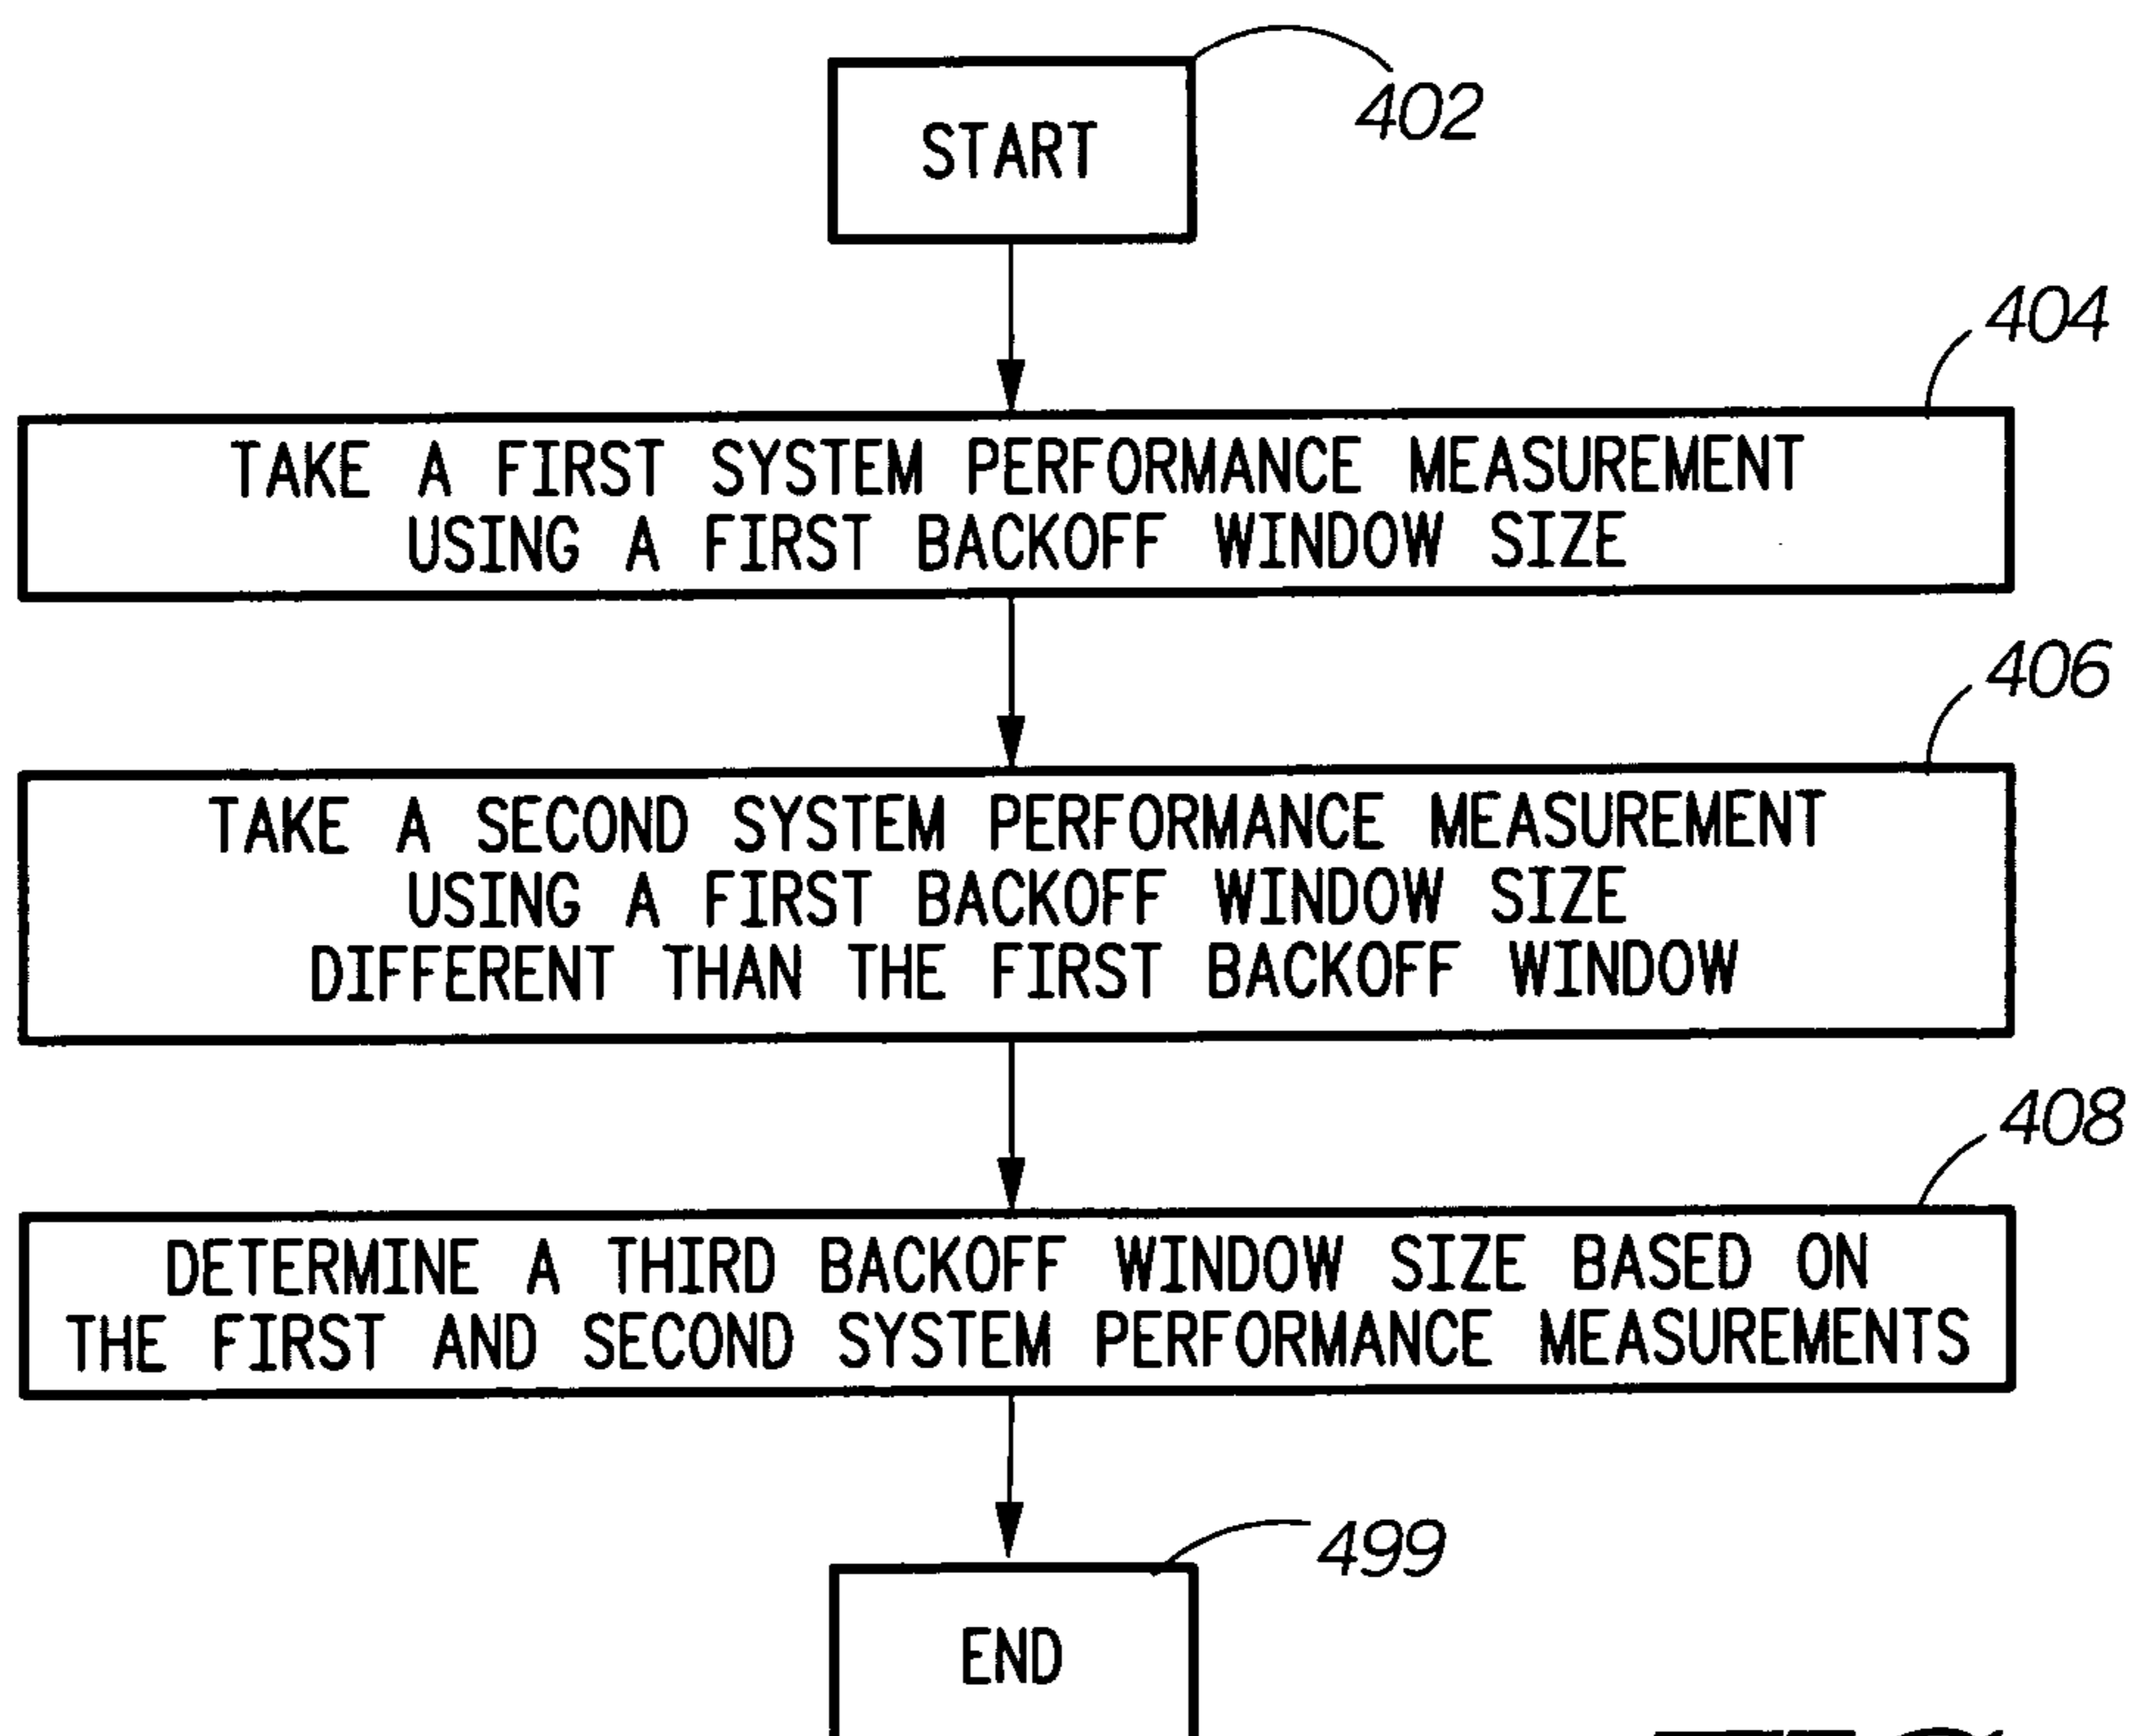 START
402
404
TAKE A FIRST SYSTEM PERFORMANCE MEASUREMENT
USING A FIRST BACKOFF WINDOW SIZE
406
TAKE A SECOND SYSTEM PERFORMANCE MEASUREMENT
USING A FIRST BACKOFF WINDOW SIZE
DIFFERENT THAN THE FIRST BACKOFF WINDOW
408
DETERMINE A THIRD BACKOFF WINDOW SIZE BASED ON
THE FIRST AND SECOND SYSTEM PERFORMANCE MEASUREMENTS
499
END